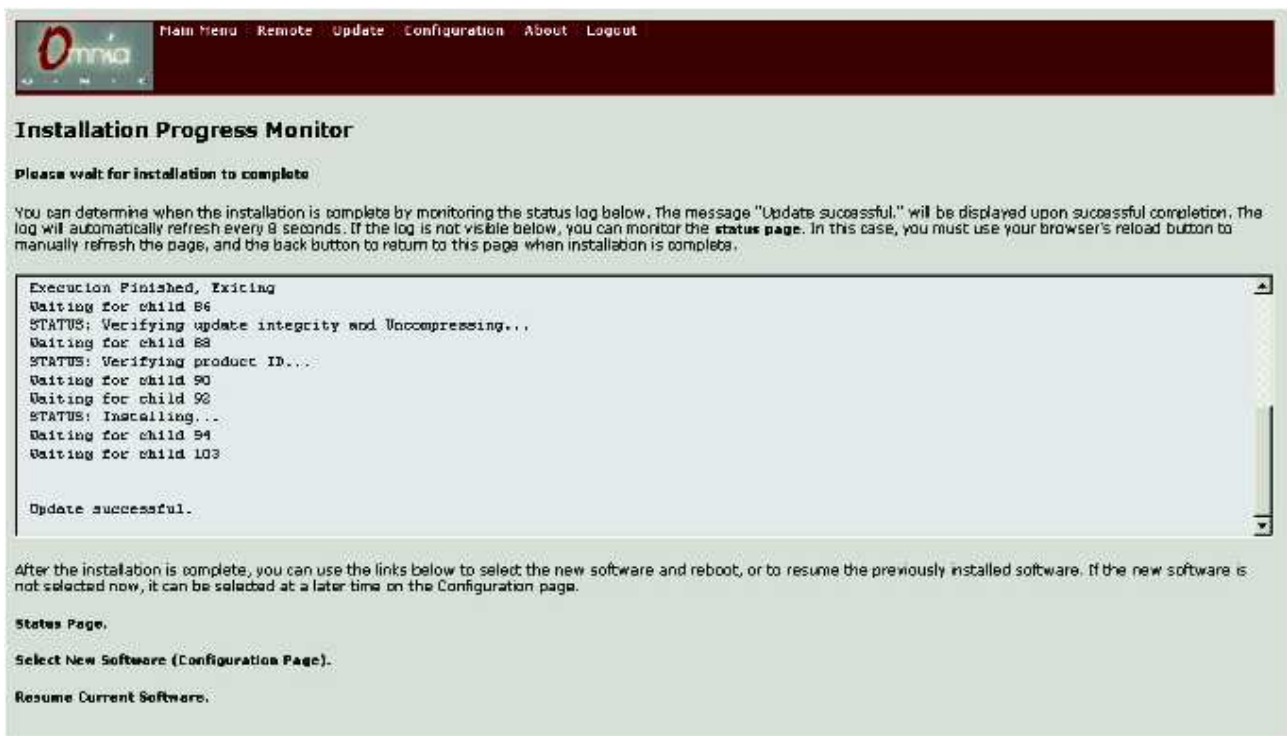 Omnia
Main Menu Remote Update Configuration About Logout
Installation Progress Monitor
Please wait for installation to complete
You can determine when the installation is complete by monitoring the status log below. The message "Update successful." will be displayed upon successful completion. The
log will automatically refresh every 8 seconds. If the log is not visible below, you can monitor the status page. In this case, you must use your browser's reload button to
manually refresh the page, and the back button to return to this page when installation is complete.
Execution Finished, Exiting
Waiting for child 86
STATUS: Verifying update integrity and Uncompressing...
Waiting for child 88
STATUS: Verifying product ID...
Waiting for child 90
Waiting for child 92
STATUS: Installing...
Waiting for child 94
Waiting for child 103
Update successful.
After the installation is complete, you can use the links below to select the new software and reboot, or to resume the previously installed software. If the new software is
not selected now, it can be selected at a later time on the Configuration page.
Status Page.
Select New Software (Configuration Page).
Resume Current Software.